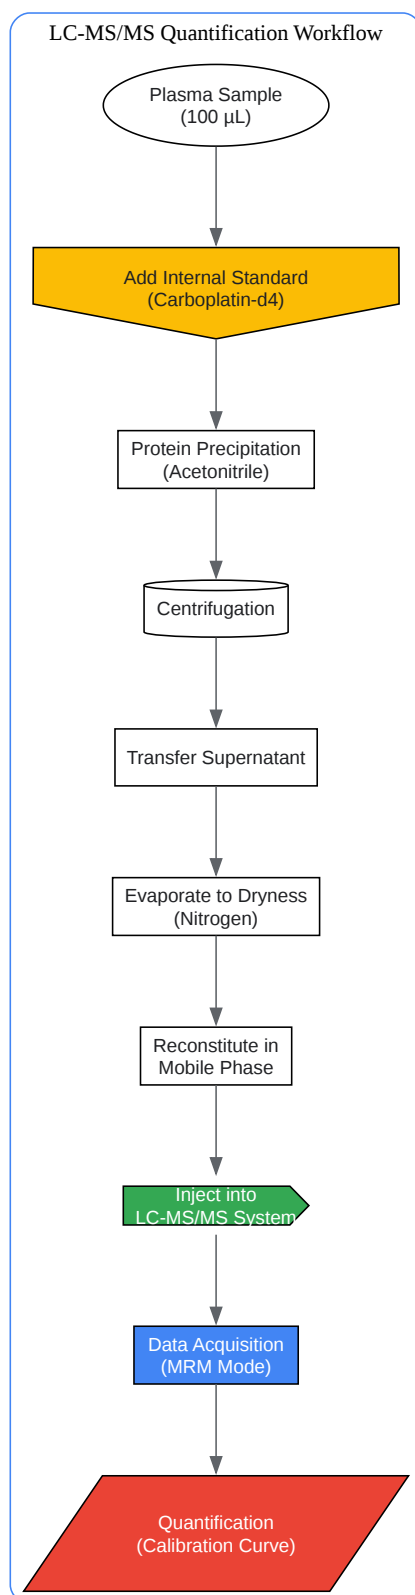 LC-MS/MS Quantification Workflow
Plasma Sample
(100 µL)
Add Internal Standard
(Carboplatin-d4)
Protein Precipitation
(Acetonitrile)
Centrifugation
Transfer Supernatant
Evaporate to Dryness
(Nitrogen)
Reconstitute in
Mobile Phase
Inject into
LC-MS/MS System
Data Acquisition
(MRM Mode)
Quantification
(Calibration Curve)